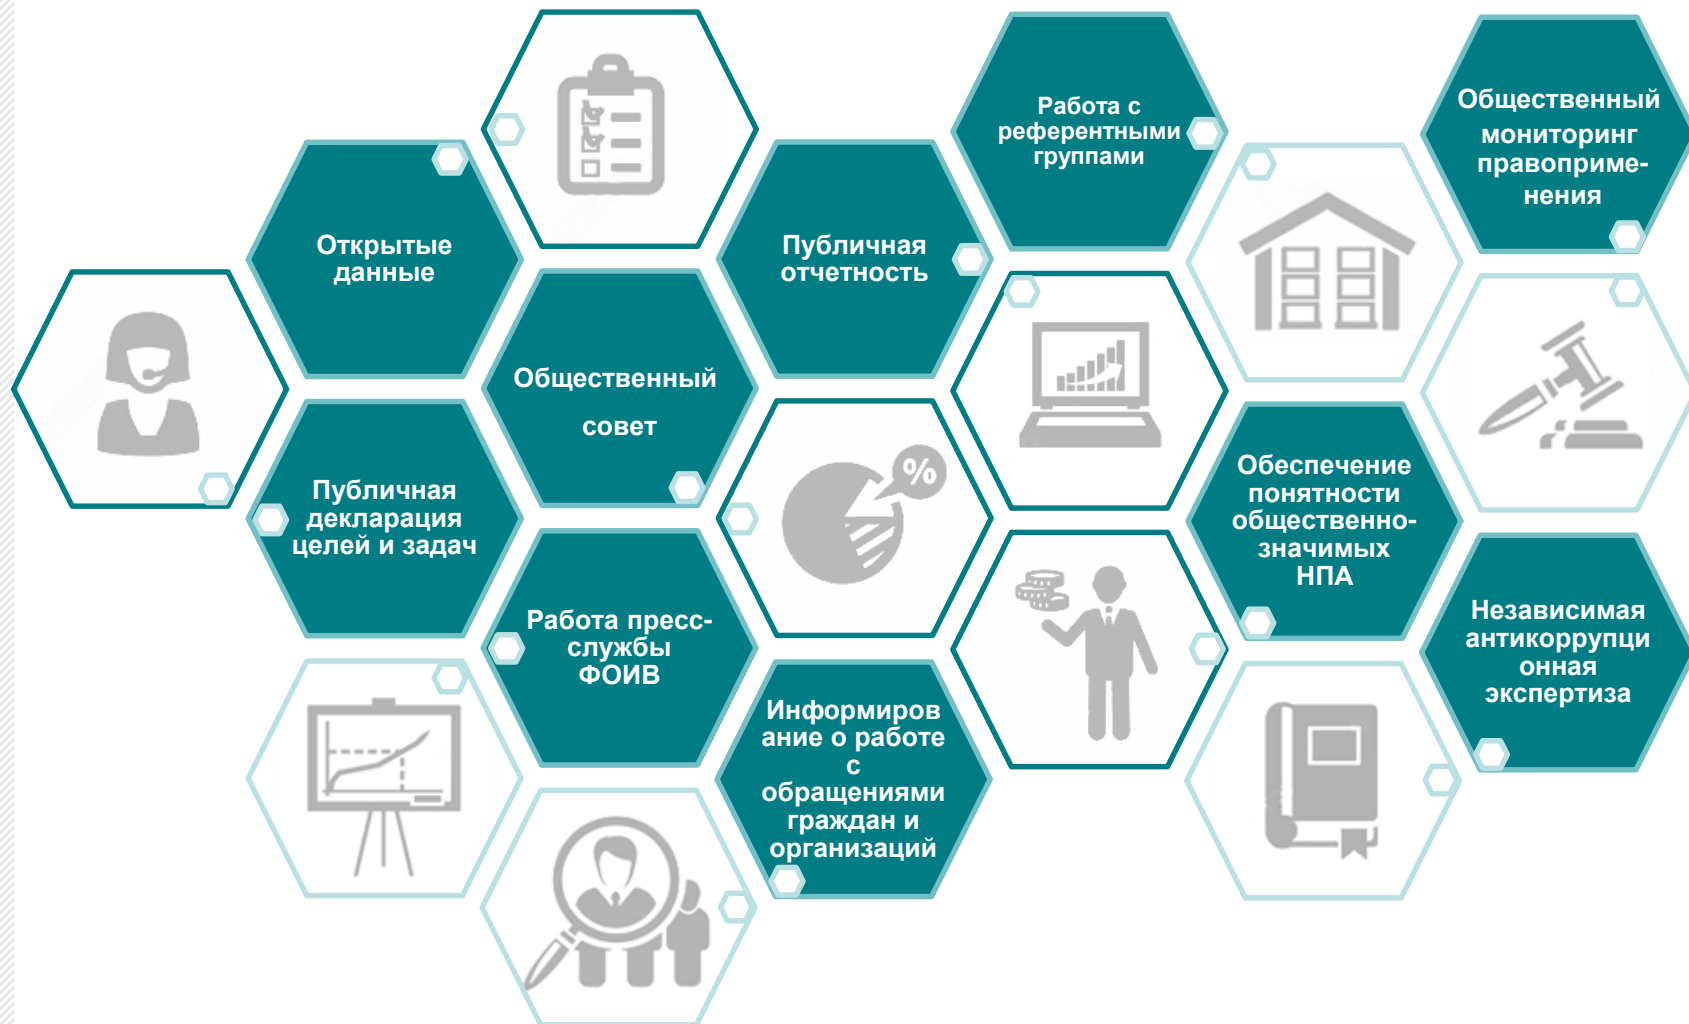 Открытые
данные
Публичная
декларация
целей и задач
Общественный
совет
Работа пресс-
службы
ФОИВ
Публичная
отчетность
%
Информиров
ание о работе
с
обращениями
граждан и
организаций
Работа с
референтными
группами
Обеспечение
понятности
общественно-
значимых
НПА
Общественный
мониторинг
правоприме-
нения
Независимая
антикоррупци
онная
экспертиза